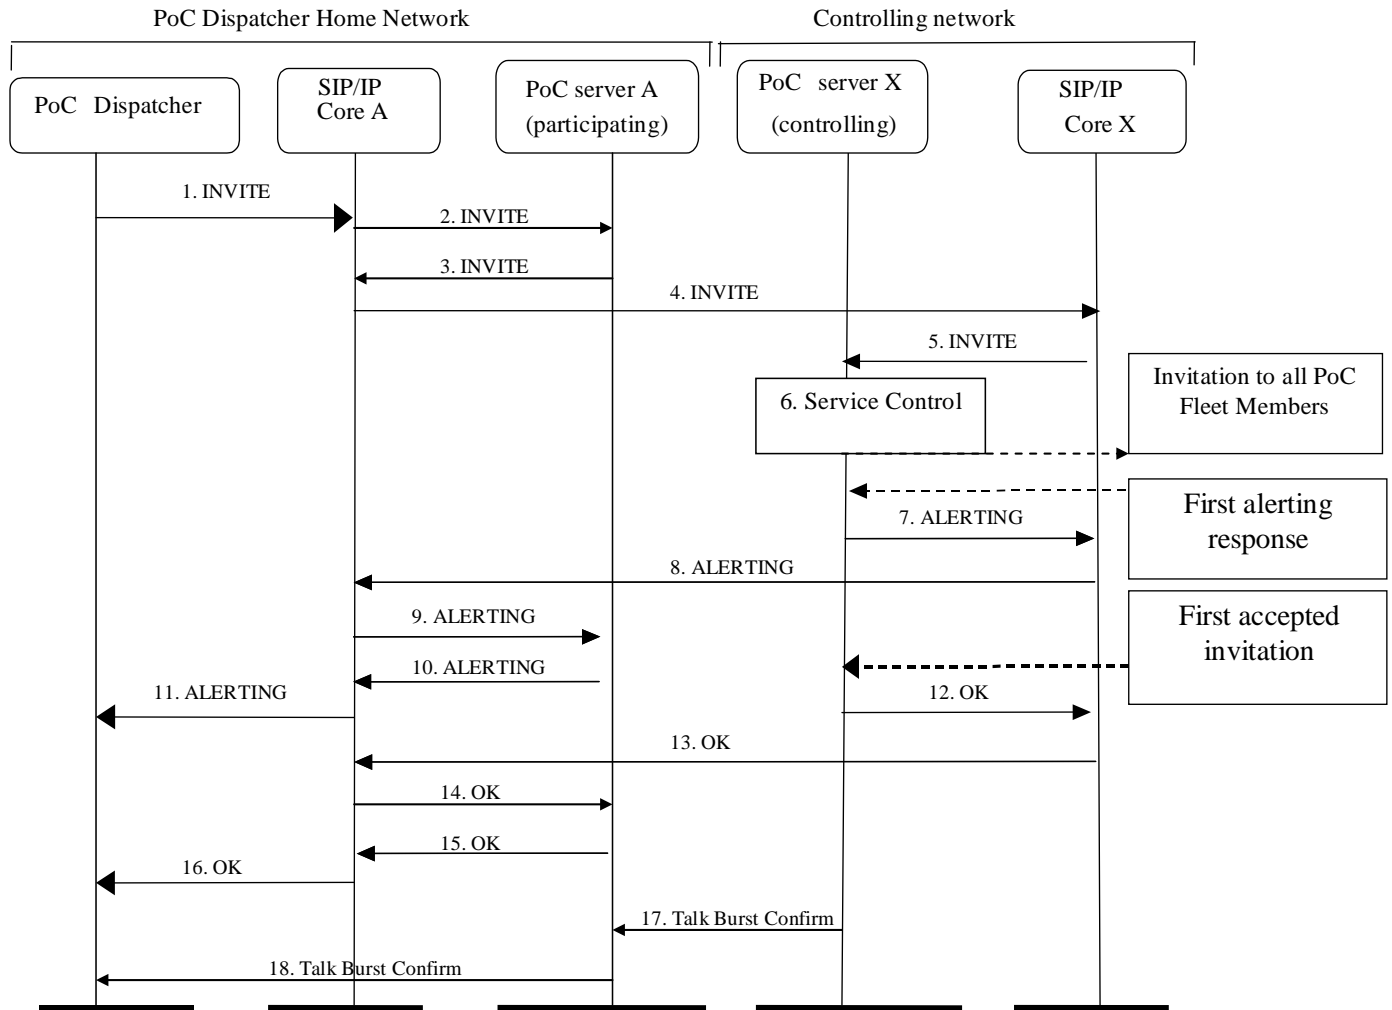 PoC Dispatcher Home Network
Controlling network
PoC Dispatcher
SIP/IP
Core A
PoC server A
(participating)
PoC server X
(controlling)
SIP/IP
Core X
1. INVITE
2. INVITE
3. INVITE
4. INVITE
5. INVITE
6. Service Control
Invitation to all PoC
Fleet Members
First alerting
response
7. ALERTING
8. ALERTING
First accepted
invitation
9. ALERTING
10. ALERTING
11. ALERTING
12. OK
13. OK
14. OK
15. OK
16. OK
17. Talk Burst Confirm
18. Talk Burst Confirm